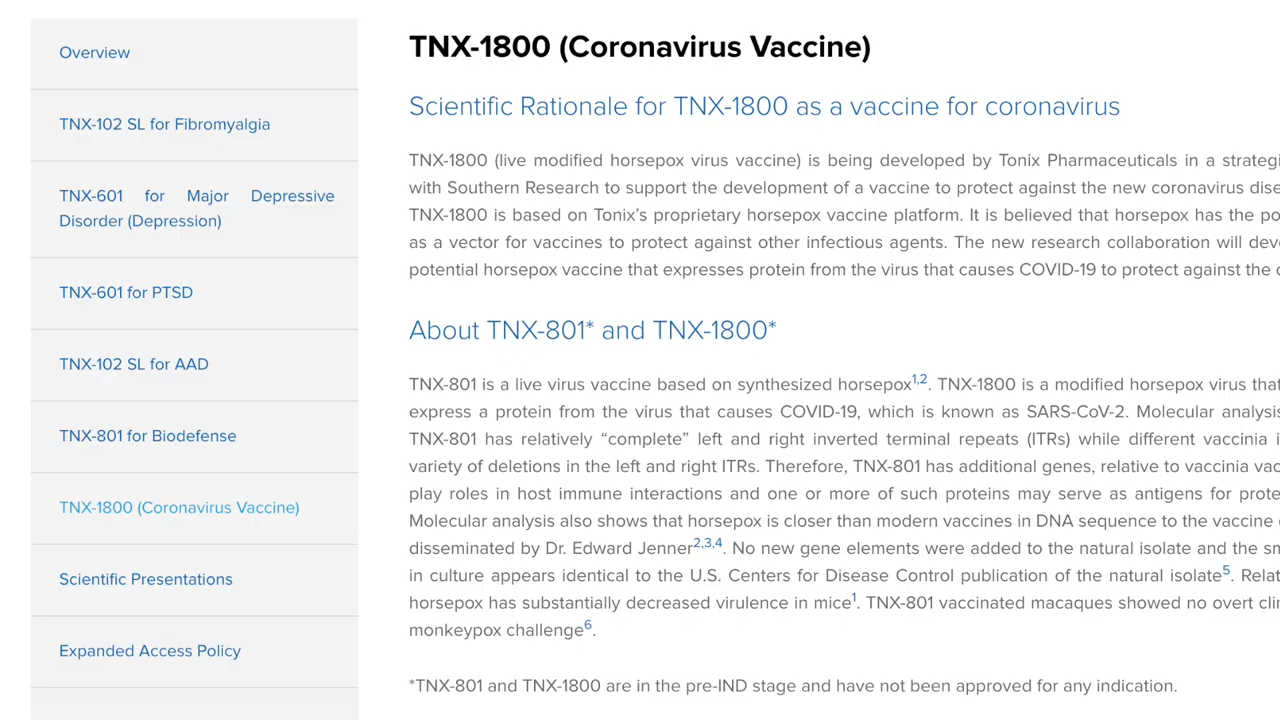 Overview
TNX-102 SL for Fibromyalgia
TNX-601 for Major Depressive
Disorder (Depression)
TNX-601 for PTSD
TNX-102 SL for AAD
TNX-801 for Biodefense
TNX-1800 (Coronavirus Vaccine)
Scientific Presentations
Expanded Access Policy
TNX-1800 (Coronavirus Vaccine)
Scientific Rationale for TNX-1800 as a vaccine for coronavirus
TNX-1800 (live modified horsepox virus vaccine) is being developed by Tonix Pharmaceuticals in a strategi
with Southern Research to support the development of a vaccine to protect against the new coronavirus dise
TNX-1800 is based on Tonix’s proprietary horsepox vaccine platform. It is believed that horsepox has the po
as a vector for vaccines to protect against other infectious agents. The new research collaboration will deve
potential horsepox vaccine that expresses protein from the virus that causes COVID-19 to protect against the
About TNX-801* and TNX-1800*
TNX-801 is a live virus vaccine based on synthesized horsepox1,2. TNX-1800 is a modified horsepox virus that
express a protein from the virus that causes COVID-19, which is known as SARS-CoV-2. Molecular analysis
TNX-801 has relatively “complete” left and right inverted terminal repeats (ITRs) while different vaccinia i
variety of deletions in the left and right ITRs. Therefore, TNX-801 has additional genes, relative to vaccinia vac
play roles in host immune interactions and one or more of such proteins may serve as antigens for prote
Molecular analysis also shows that horsepox is closer than modern vaccines in DNA sequence to the vaccine
disseminated by Dr. Edward Jenner2,3,4. No new gene elements were added to the natural isolate and the sm
in culture appears identical to the U.S. Centers for Disease Control publication of the natural isolate5. Relat
horsepox has substantially decreased virulence in mice1. TNX-801 vaccinated macaques showed no overt clin
monkeypox challenge6.
*TNX-801 and TNX-1800 are in the pre-IND stage and have not been approved for any indication.